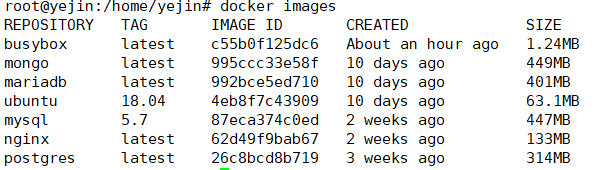 root@yejin:/home/yejin# docker images
REPOSITORY TAG IMAGE ID CREATED SIZE
busybox latest c55b0f125dc6 About an hour ago 1.24MB
mongo latest 995ccc33e58f 10 days ago 449MB
mariadb latest 992bce5ed710 10 days ago 401MB
ubuntu 18.04 4eb8f7c43909 10 days ago 63.1MB
mysql 5.7 87eca374c0ed 2 weeks ago 447MB
nginx latest 62d49f9bab67 2 weeks ago 133MB
postgres latest 26c8bcd8b719 3 weeks ago 314MB